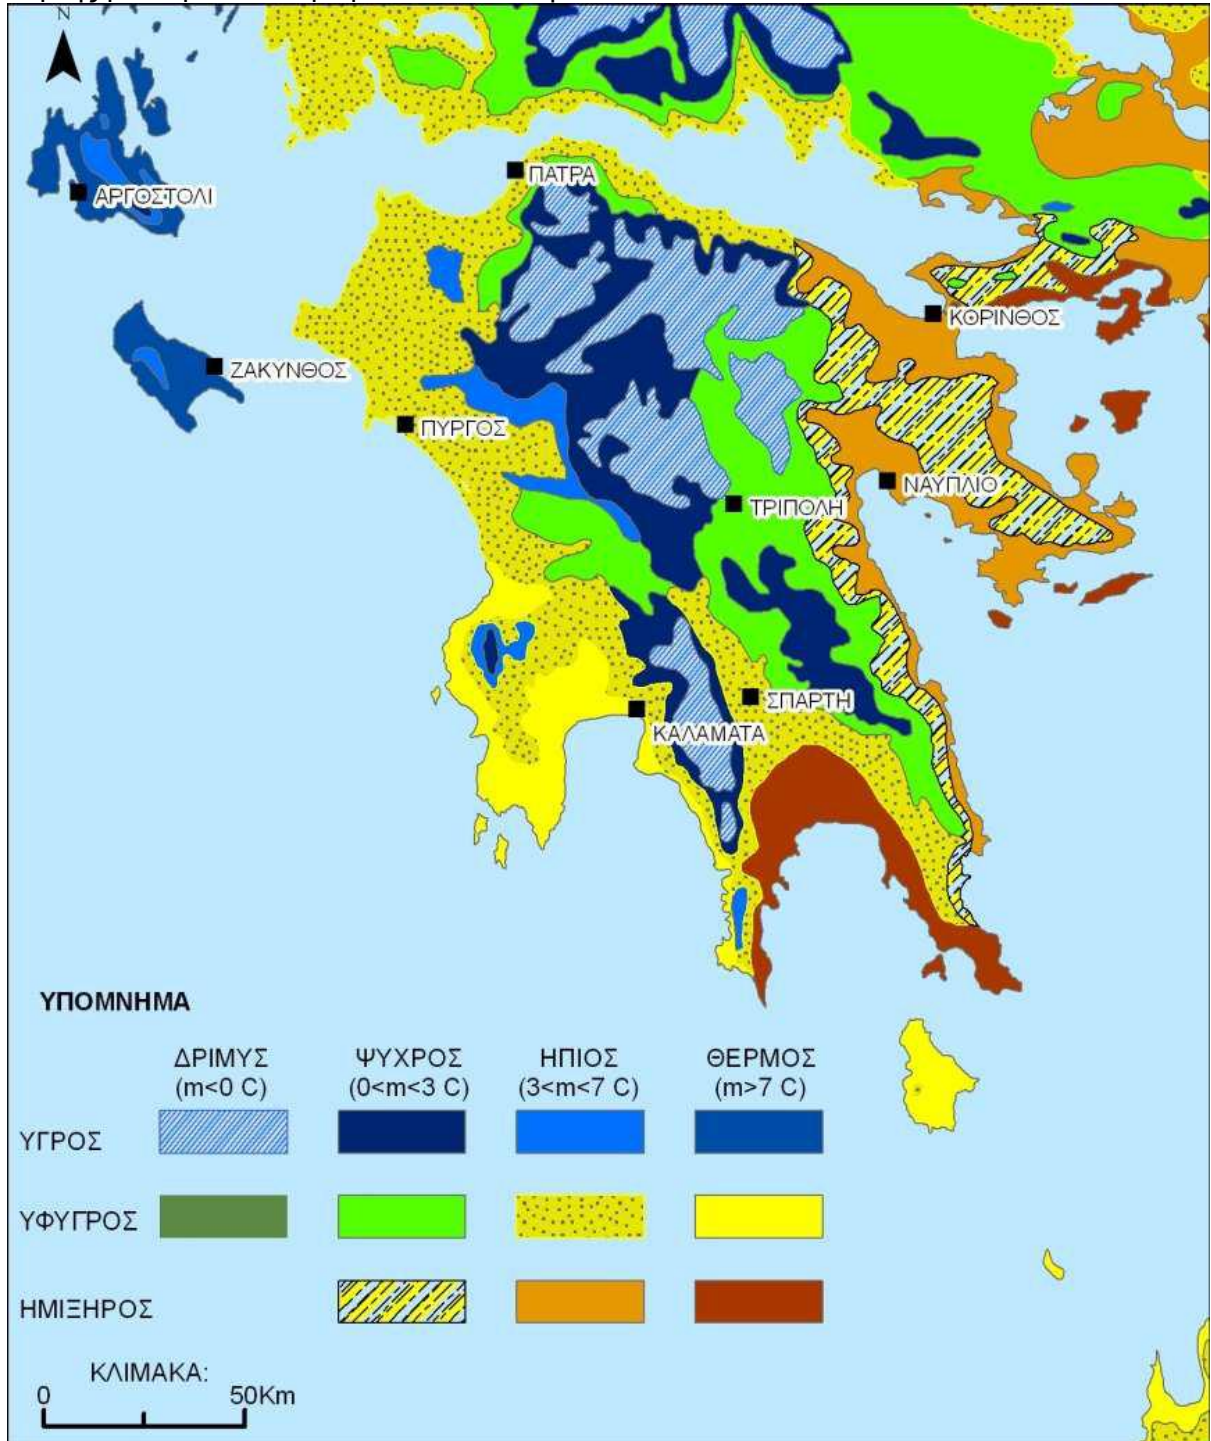 N
ΠΑΤΡΑ
ΑΡΓΟΣΤΟΛΙ
ΚΟΡΙΝΘΟΣ
ΖΑΚΥΝΘΟΣ
ΠΥΡΓΟΣ
ΝΑΥΠΛΙΟ
ΤΡΙΠΟΛΗ
ΣΠΑΡΤΗ
ΚΑΛΑΜΑΤΑ
ΥΠΟΜΝΗΜΑ
ΔΡΙΜΥΣ ΨΥΧΡΟΣ ΗΠΙΟΣ ΘΕΡΜΟΣ
(m<0 C) (0<m<3 C) (3<m<7 C) (m>7 C)
ΥΓΡΟΣ
ΥΦΥΓΡΟΣ
ΗΜΙΞΗΡΟΣ
ΚΛΙΜΑΚΑ:
0 50Km